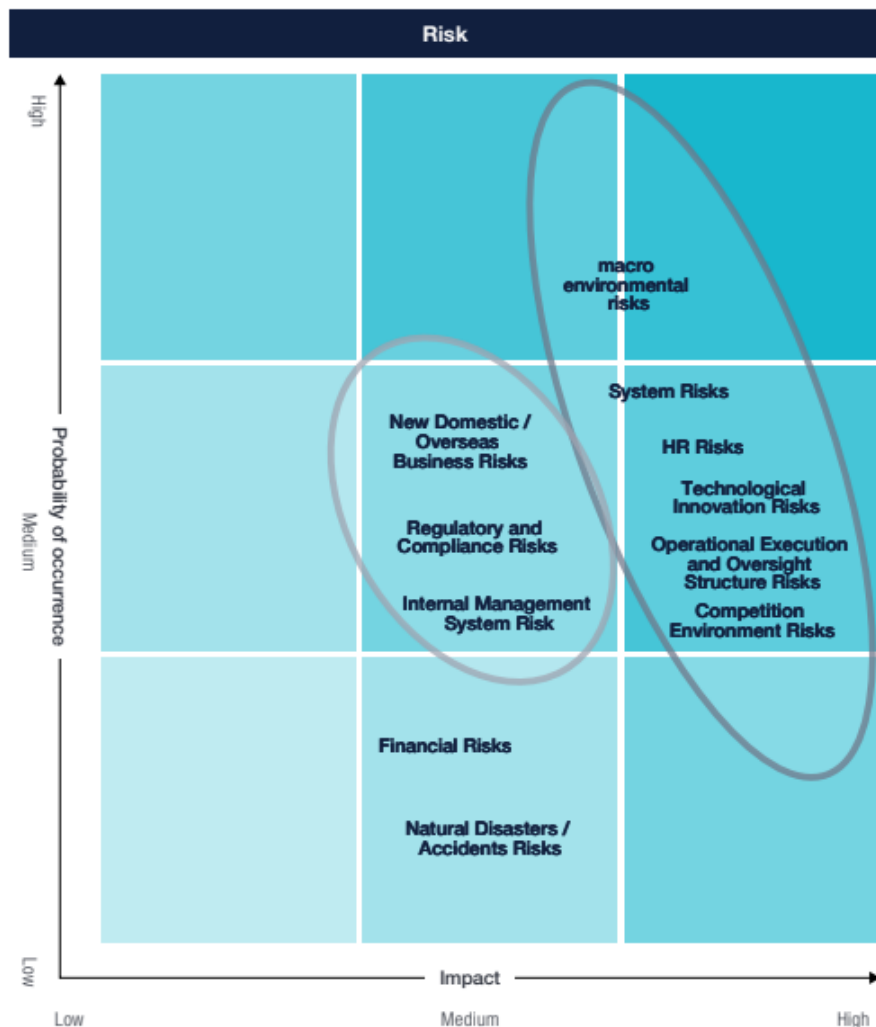 Risk
High
macro
environmental
risks
System Risks
New Domestic /
Overseas
Business Risks
HR Risks
Technological
Innovation Risks
Probability of occurrence
Medium
Regulatory and
Compliance Risks
Operational Execution
and Oversight
Structure Risks
Internal Management
System Risk
Competition
Environment Risks
Financial Risks
Natural Disasters /
Accidents Risks
Low
Impact
Low
Medium
High